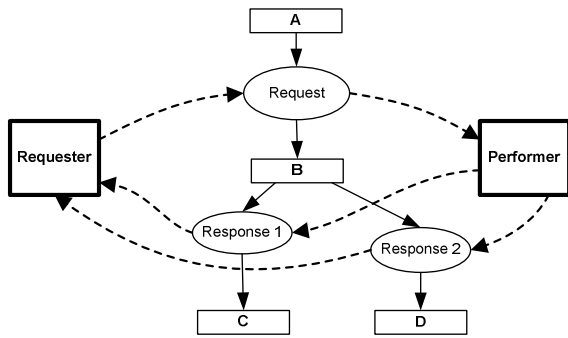 A
Request
Requester
Performer
B
Response 1
Response 2
C
D